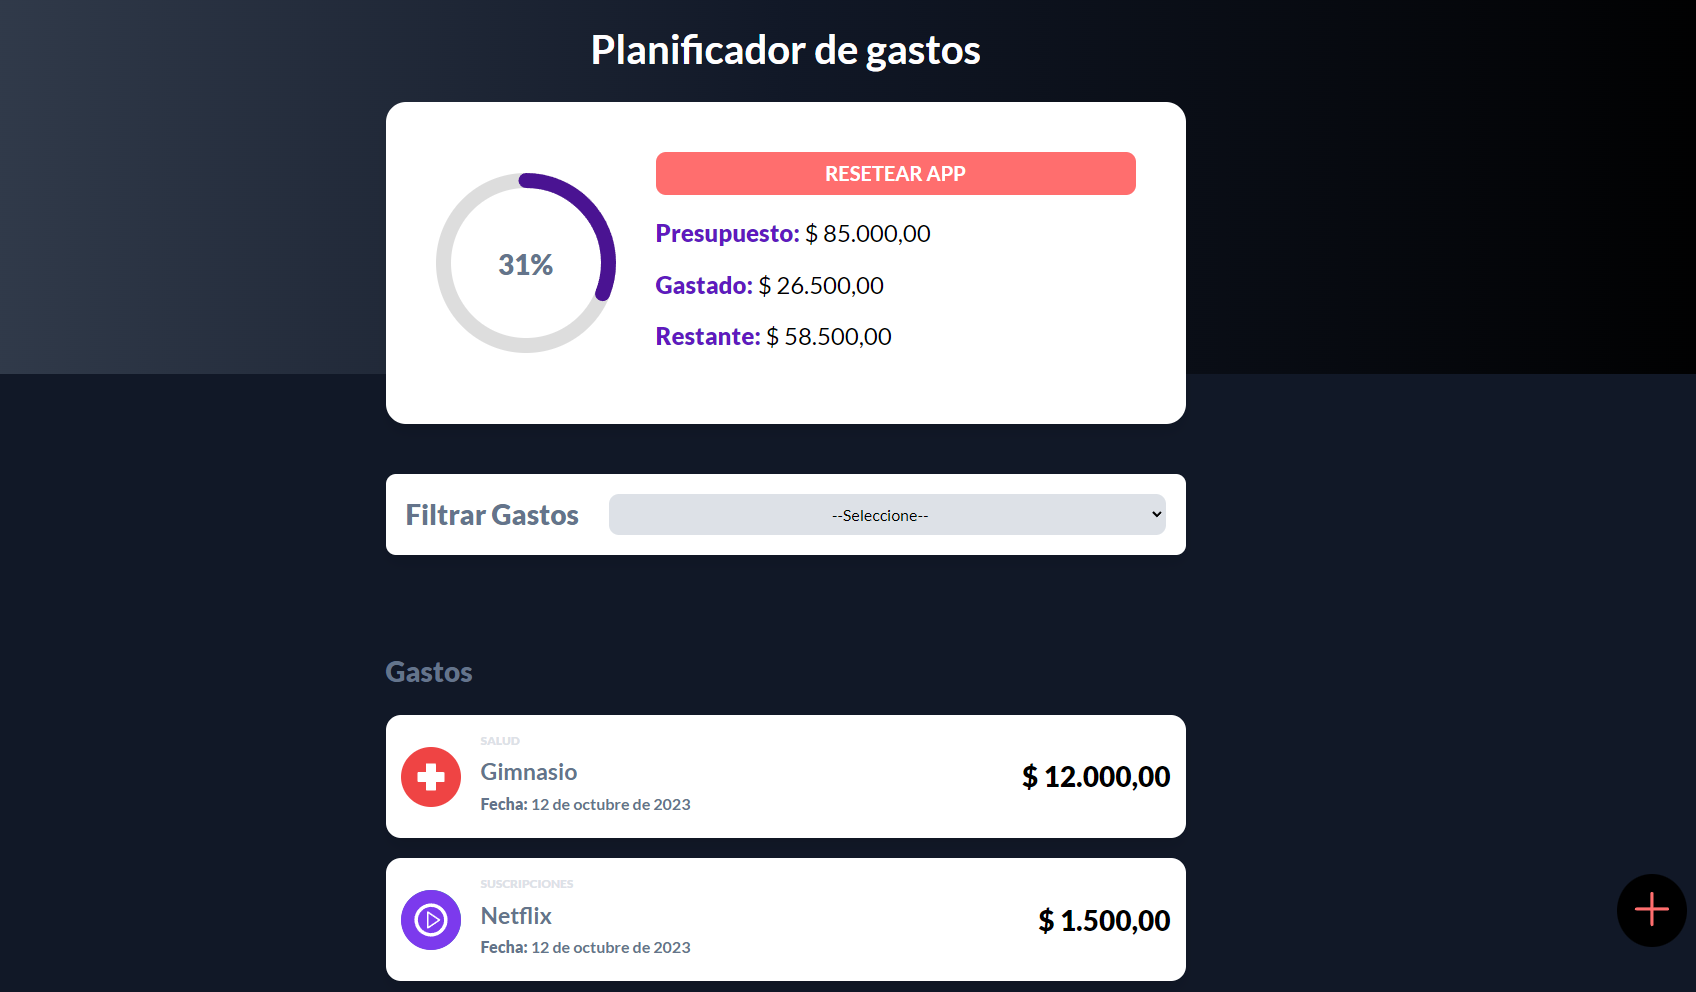 Planificador de gastos
RESETEAR APP
31%
Presupuesto: $ 85.000,00
Gastado: $ 26.500,00
Restante: $ 58.500,00
Filtrar Gastos
--Seleccione--
Gastos
SALUD
Gimnasio
Fecha: 12 de octubre de 2023
$ 12.000,00
SUSCRIPCIONES
Netflix
Fecha: 12 de octubre de 2023
$ 1.500,00